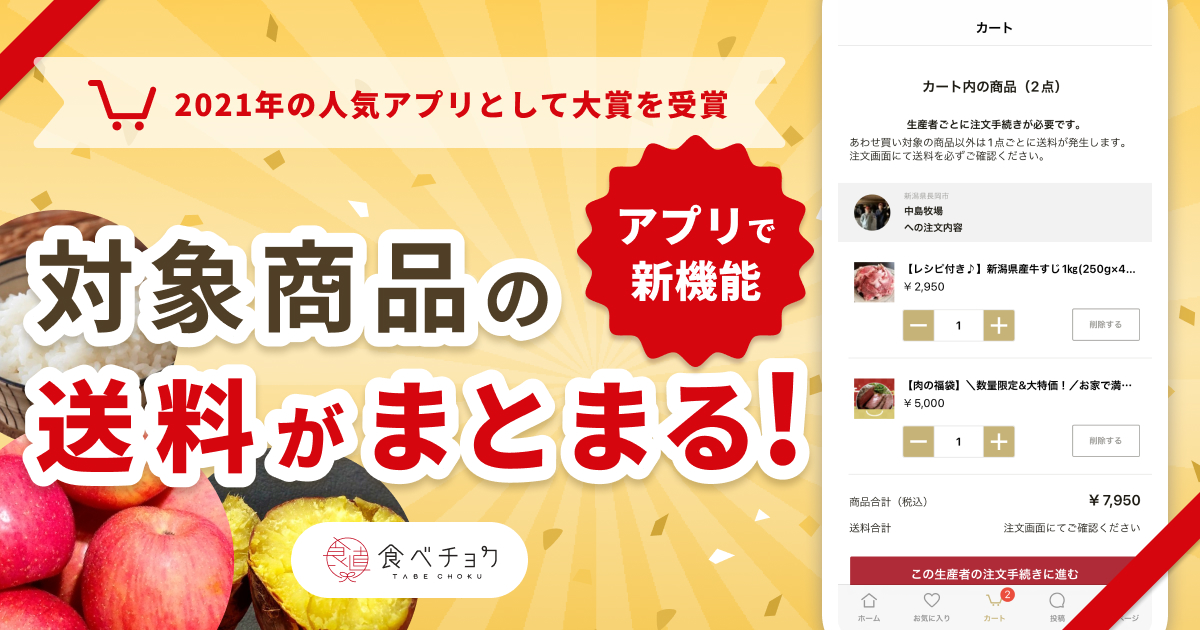 2021年の人気アプリとして大賞を受賞
アプリで
新機能
対象商品の
送料がまとまる!
食直
食べチョク
TABE CHOKU
カート
カート内の商品（2点）
生産者ごとに注文手続きが必要です。
あわせ買い対象の商品以外は1点ごとに送料が発生します。
注文画面にて送料を必ずご確認ください。
新潟県長岡市
中島牧場
への注文内容
【レシピ付き♪】新潟県産牛すじ1kg(250g×4...
¥2,950
1
削除する
【肉の福袋】＼数量限定&大特価！／お家で満…
¥5,000
1
削除する
商品合計（税込）
¥7,950
送料合計
注文画面にてご確認ください
この生産者の注文手続きに進む
2
ホーム
お気に入り
カート
投稿
ページ